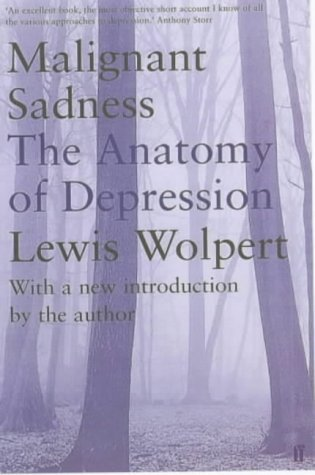 'An excellent book, the most objective short account I know of all
the various approaches to depression.' Anthony Storr
Malignant
Sadness
The Anatomy
of Depression
Lewis Wolpert
With a new introduction
by the author
ff